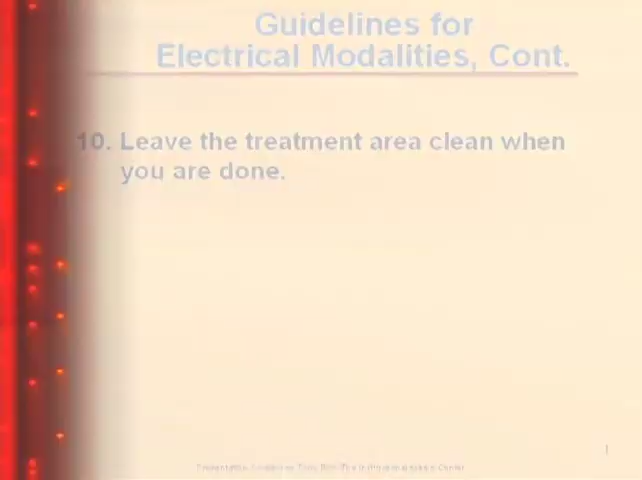 Guidelines for
Electrical Modalities, Cont.
10. Leave the treatment area clean when
you are done.